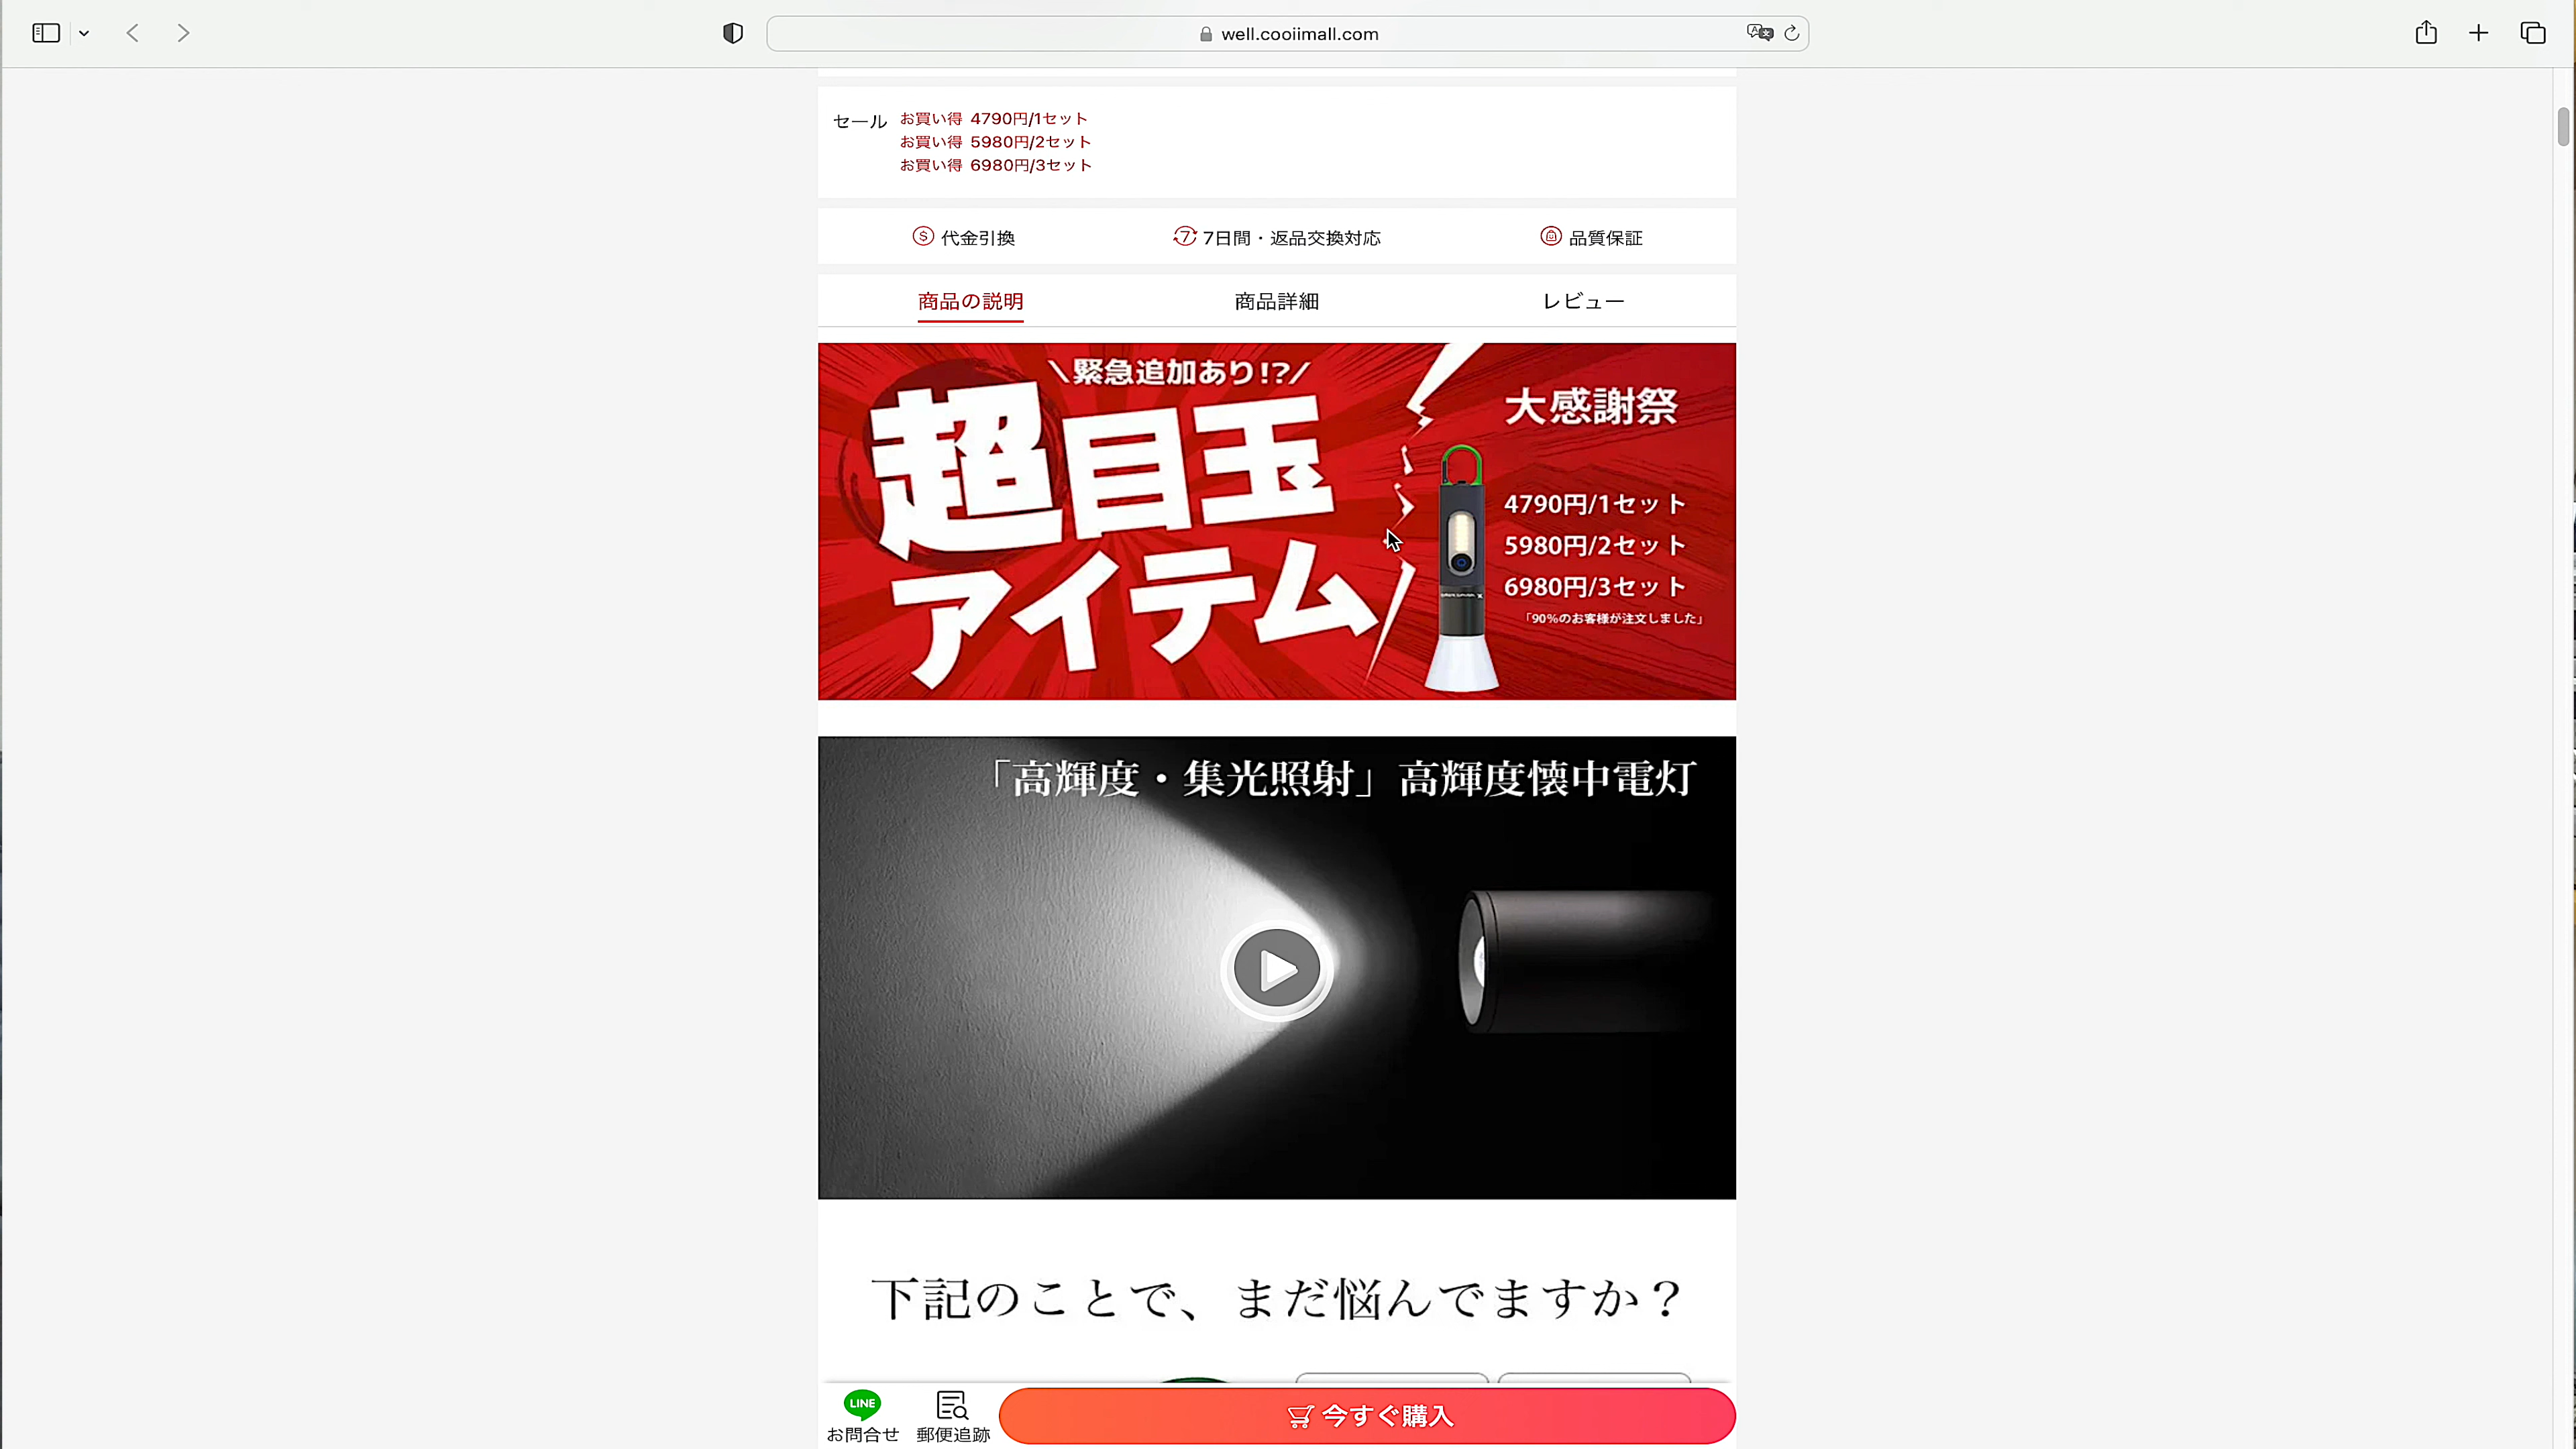 well.cooiimall.com
セール
お買い得 4790円/1セット
お買い得 5980円/2セット
お買い得 6980円/3セット
代金引換
7日間・返品交換対応
品質保証
商品の説明
商品詳細
レビュー
\緊急追加あり!?/
超目玉
アイテム
大感謝祭
4790円/1セット
5980円/2セット
6980円/3セット
「90%のお客様が注文しました」
「高輝度・集光照射」高輝度懐中電灯
下記のことで、まだ悩んでますか？
LINE
お問合せ
郵便追跡
今すぐ購入